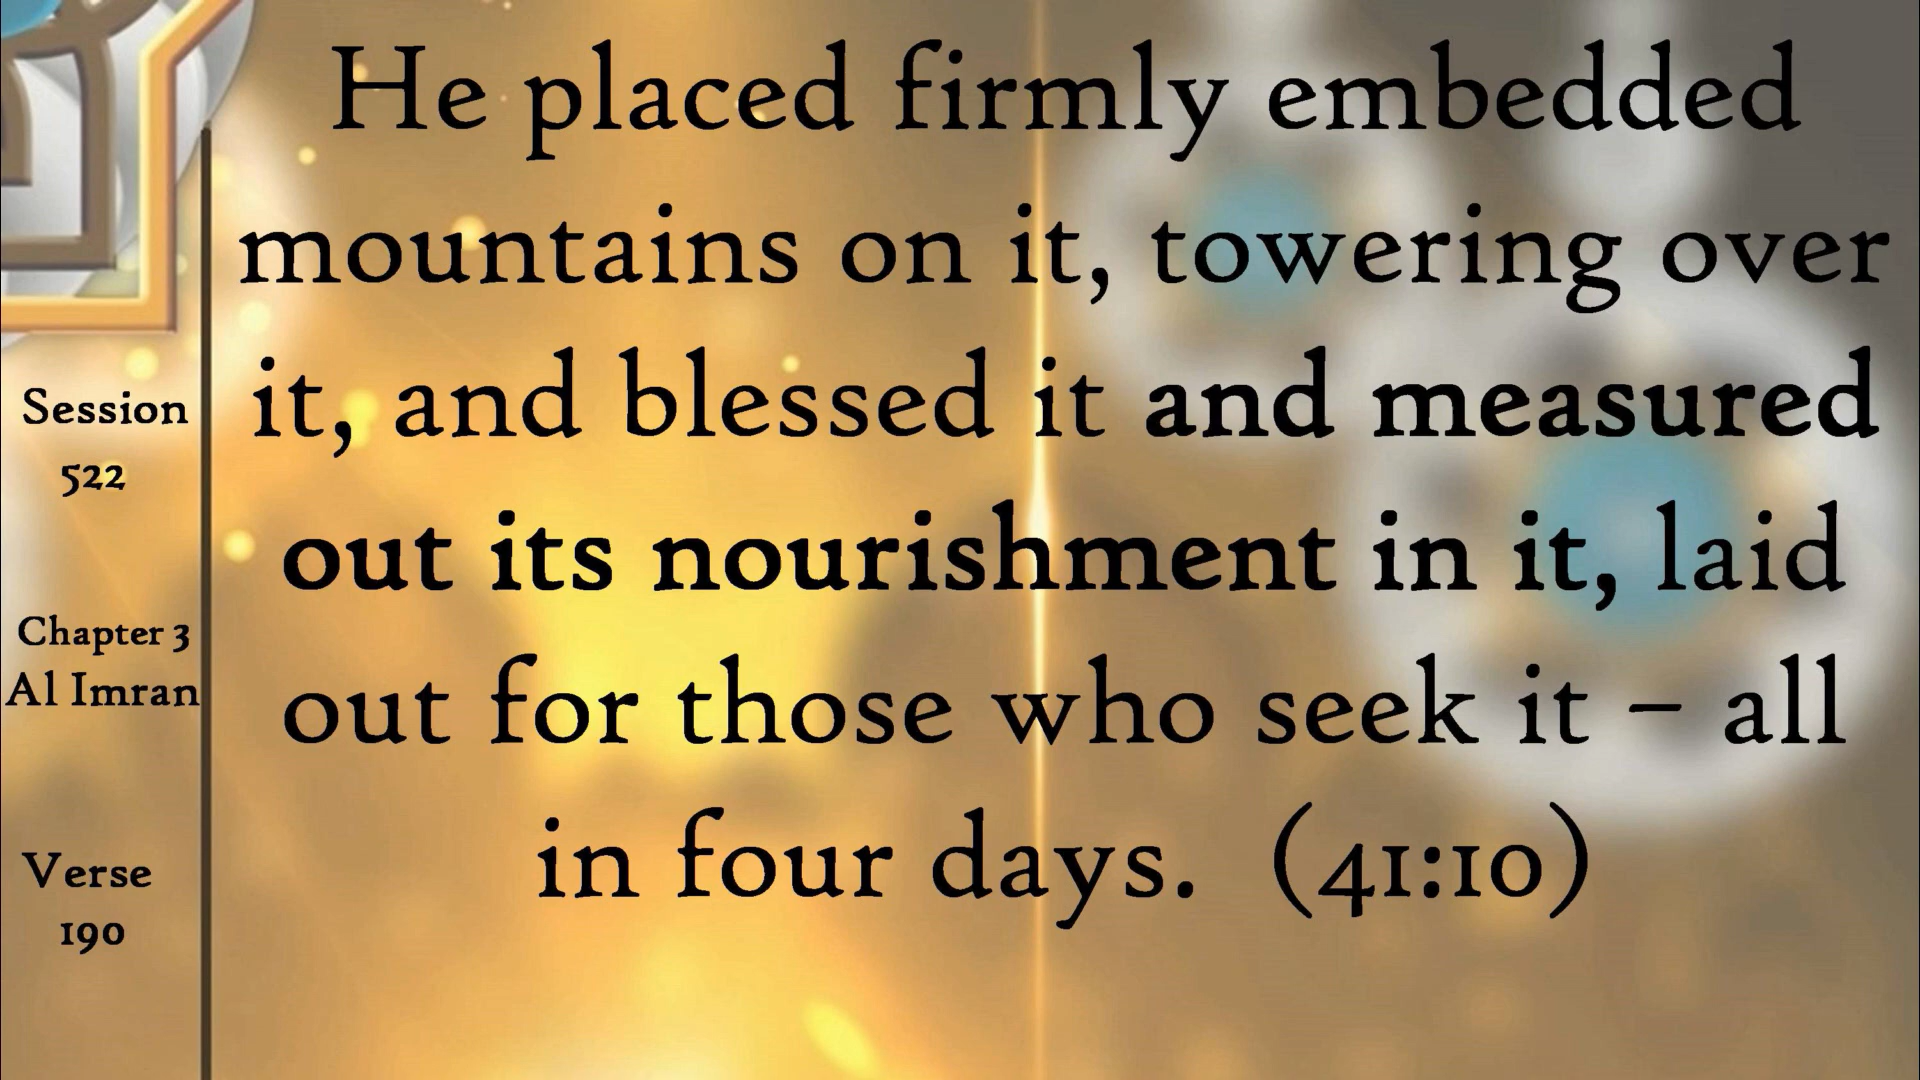 He placed firmly embedded
mountains on it, towering over
it, and blessed it and measured
out its nourishment in it, laid
out for those who seek it – all
in four days. (41:10)
Session
522
Chapter 3
Al Imran
Verse
190